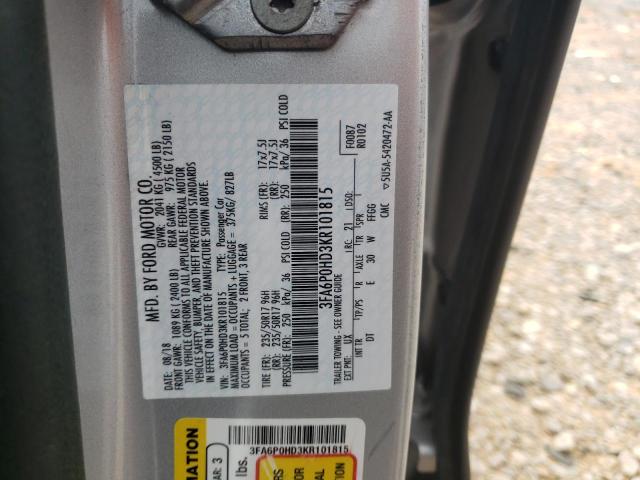 MFD. BY FORD MOTOR CO.
08/18 GVWR: 2041 KG (4500 LB)
FRONT GAWR: 1089 KG (2400 LB) REAR GAWR: 975 KG (2150 LB)
THIS VEHICLE CONFORMS TO ALL APPLICABLE FEDERAL MOTOR
VEHICLE SAFETY, BUMPER, AND THEFT PREVENTION STANDARDS
IN EFFECT ON THE DATE OF MANUFACTURE SHOWN ABOVE.
VIN: 3FA6P0HD3KR101815 TYPE: Passenger Car
MAXIMUM LOAD = OCCUPANTS + LUGGAGE = 375KG/ 827LB
OCCUPANTS = 5 TOTAL; 2 FRONT, 3 REAR
TIRE (FR): 235/50R17 96H RIMS (FR): 17x7.5J
(RR): 235/50R17 96H (RR): 17x7.5J
PRESSURE (FR): 250 kPa/ 36 PSI COLD (RR): 250 kPa/ 36 PSI COLD
3FA6P0HD3KR101815
TRAILER TOWING - SEE OWNER GUIDE
F0087
R0102
EXT PNT: UX RC: 21 DSO:
INT TR TP/PS R AXLE TR SPR
DT E 30 W FFGG CMC
5U5A-5420472-AA
3FA6P0HD3KR101815